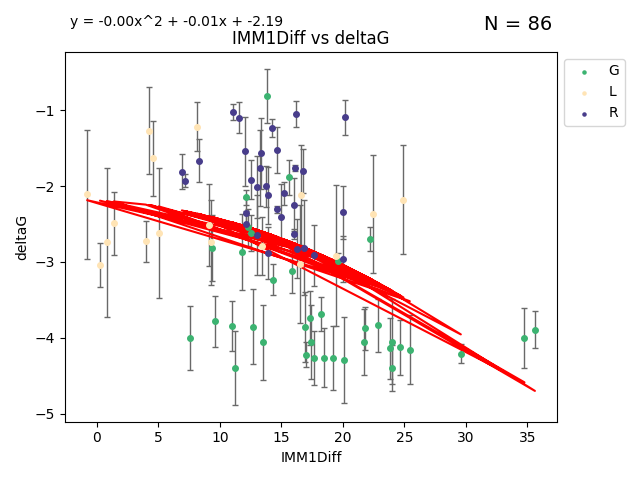 y = -0.00x^2 + -0.01x + -2.19
N = 86
IMM1Diff vs deltaG
G
L
R
−1
−2
−3
−4
−5
deltaG
0 5 10 15 20 25 30 35
IMM1Diff